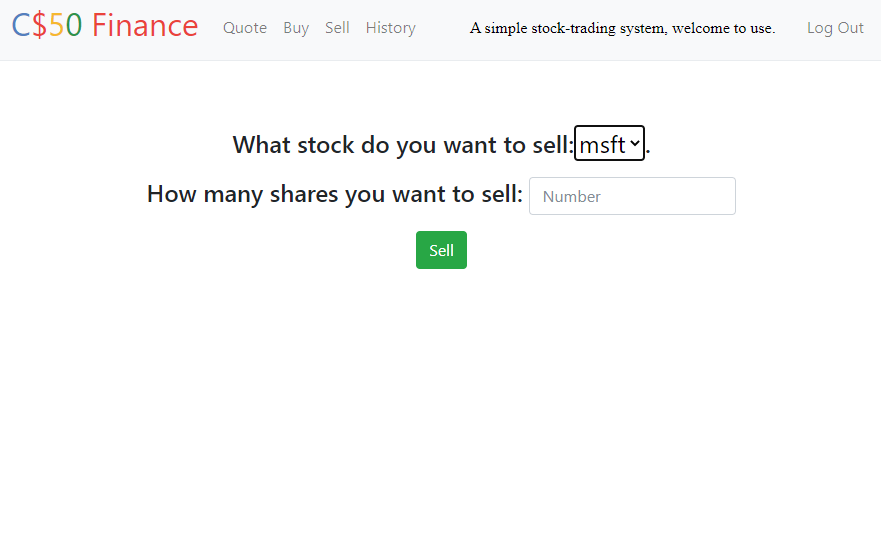 C$50 Finance Quote Buy Sell History A simple stock-trading system, welcome to use. Log Out
What stock do you want to sell: msft.
How many shares you want to sell: Number
Sell